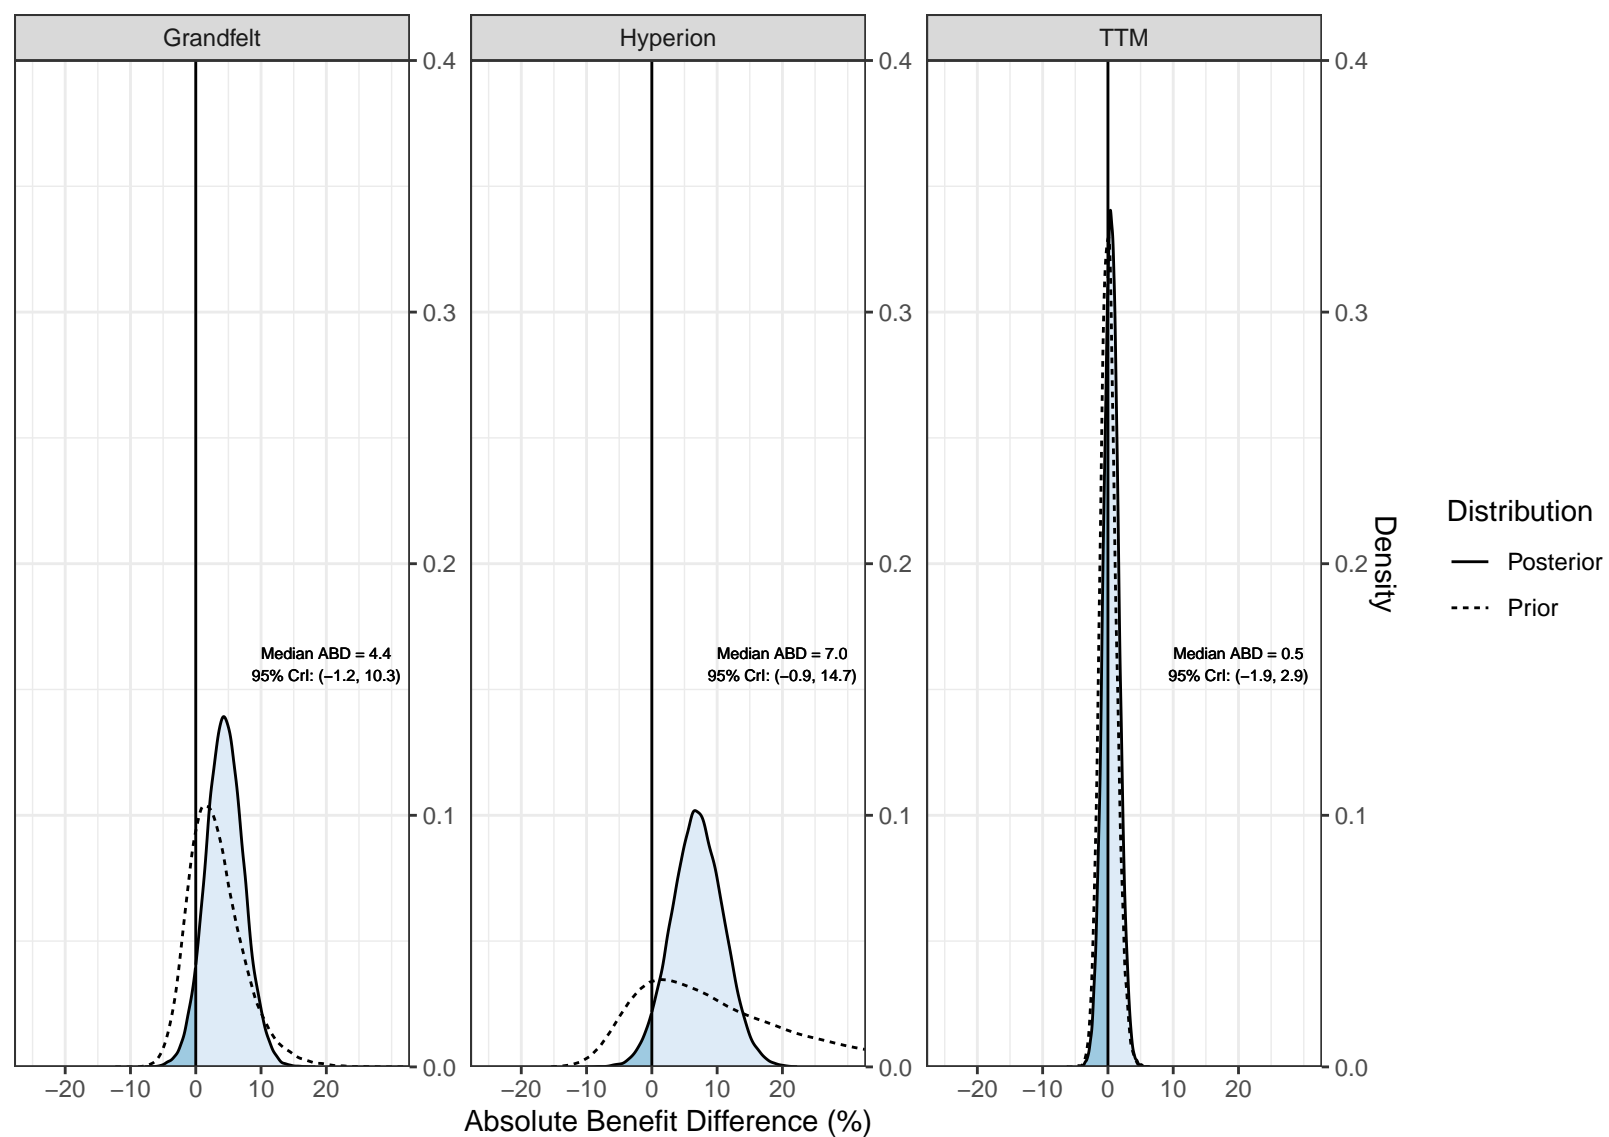 Grandfelt
Hyperion
TTM
0.4
0.4
0.4
0.3
0.3
0.3
0.2
0.2
0.2
0.1
0.1
0.1
0.0
0.0
0.0
Median ABD = 4.4
95% CrI: (−1.2, 10.3)
Median ABD = 7.0
95% CrI: (−0.9, 14.7)
Median ABD = 0.5
95% CrI: (−1.9, 2.9)
−20 −10 0 10 20
−20 −10 0 10 20
−20 −10 0 10 20
Absolute Benefit Difference (%)
Density
Distribution
Posterior
Prior